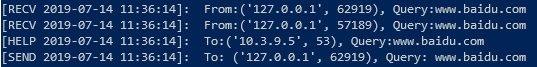 [RECV 2019-07-14 11:36:14]:  From:('127.0.0.1', 62919), Query:www.baidu.com
[RECV 2019-07-14 11:36:14]:  From:('127.0.0.1', 57189), Query:www.baidu.com
[HELP 2019-07-14 11:36:14]:  To:('10.3.9.5', 53), Query:www.baidu.com
[SEND 2019-07-14 11:36:14]:  To: ('127.0.0.1', 62919), Query: www.baidu.com